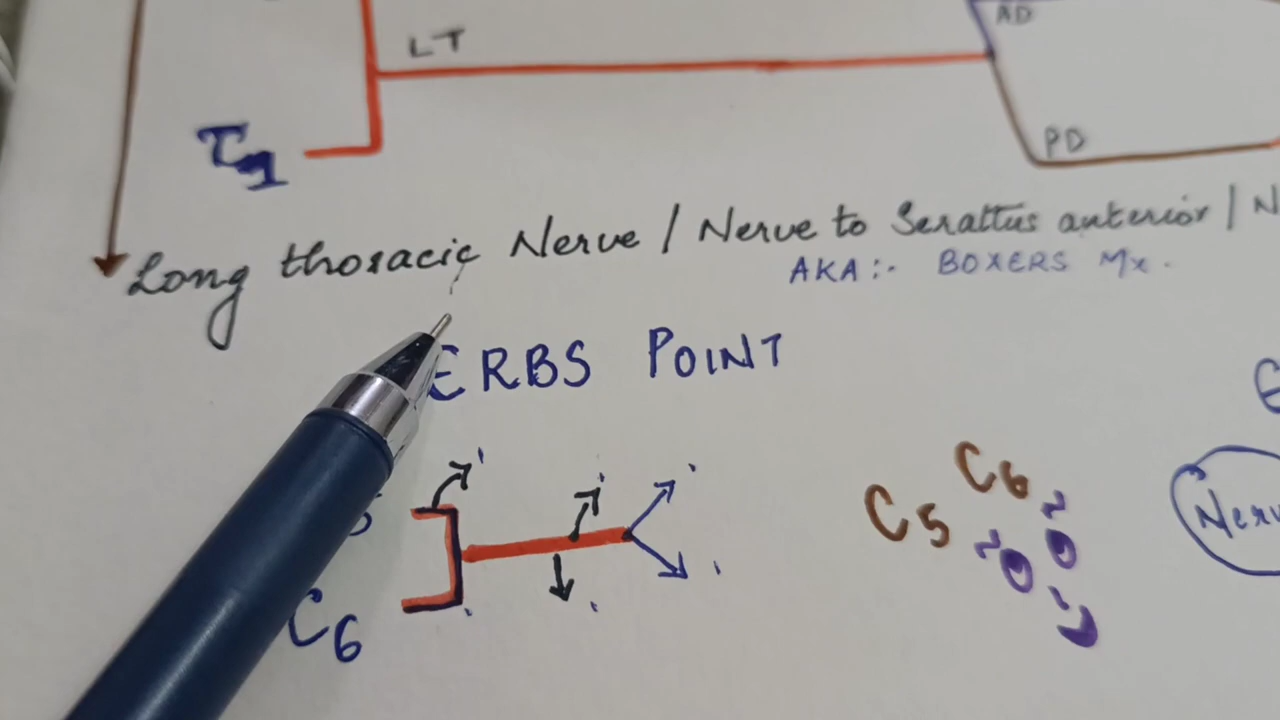 AD
LT
T1
PD
Long thoracic Nerve / Nerve to Serattus anterior / N
AKA:- BOXERS Mx.
ERBS POINT
C5 C6
C6
Nerv